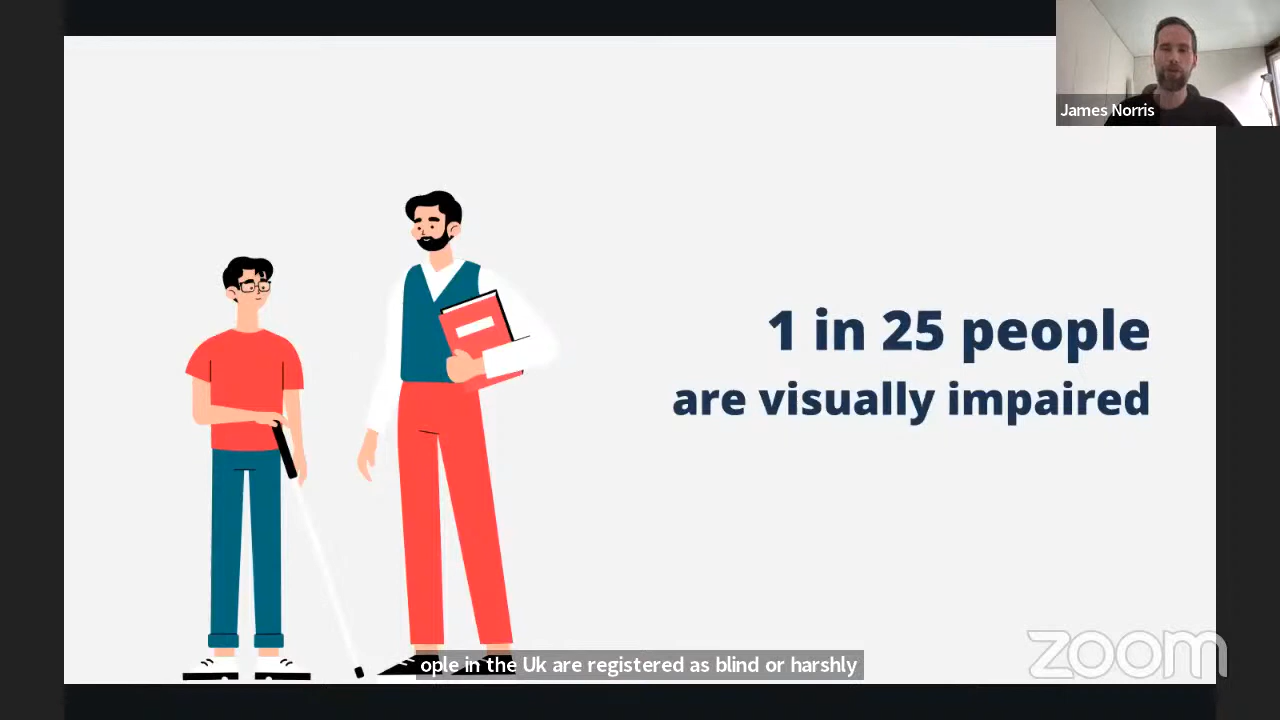 James Norris
1 in 25 people
are visually impaired
ople in the Uk are registered as blind or harshly
zoom